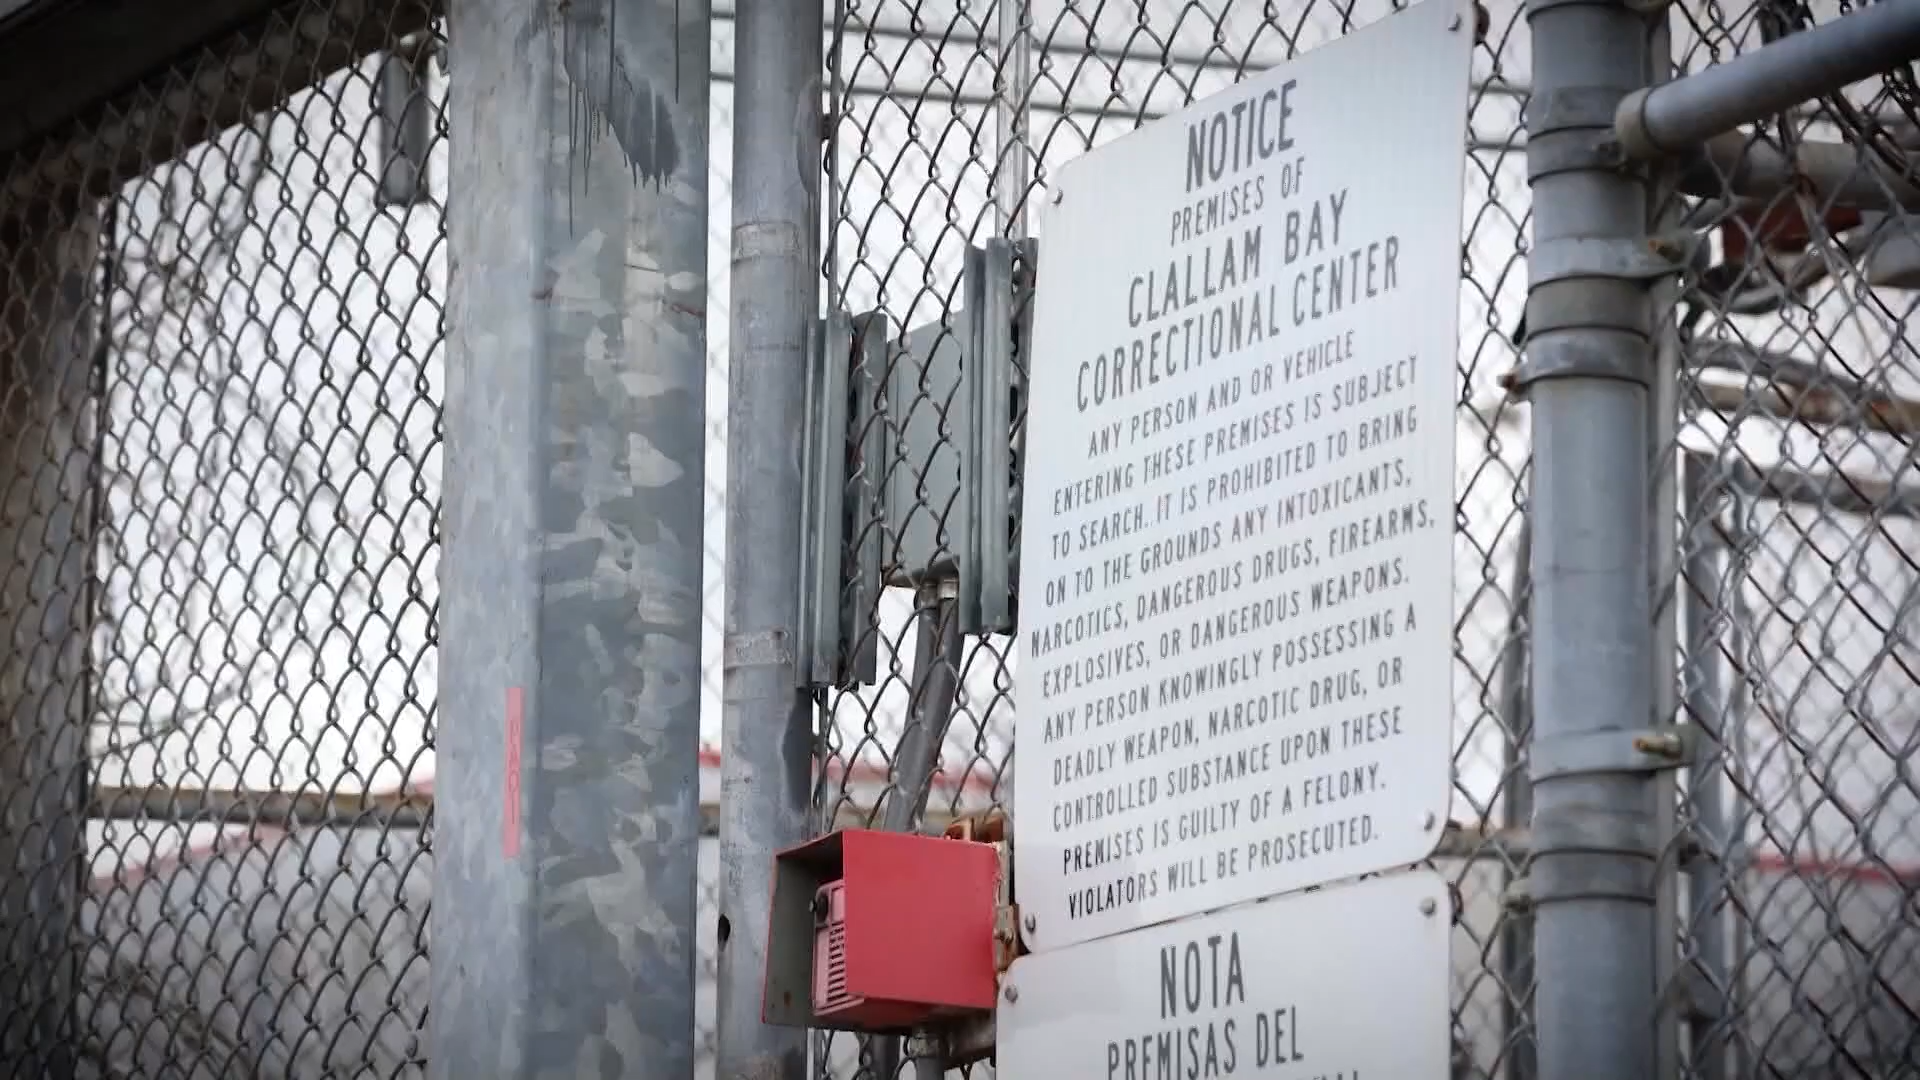 NOTICE
PREMISES OF
CLALLAM BAY
CORRECTIONAL CENTER
ANY PERSON AND OR VEHICLE
ENTERING THESE PREMISES IS SUBJECT
TO SEARCH. IT IS PROHIBITED TO BRING
ON TO THE GROUNDS ANY INTOXICANTS,
NARCOTICS, DANGEROUS DRUGS, FIREARMS,
EXPLOSIVES, OR DANGEROUS WEAPONS.
ANY PERSON KNOWINGLY POSSESSING A
DEADLY WEAPON, NARCOTIC DRUG, OR
CONTROLLED SUBSTANCE UPON THESE
PREMISES IS GUILTY OF A FELONY.
VIOLATORS WILL BE PROSECUTED.
NOTA
PREMISAS DEL